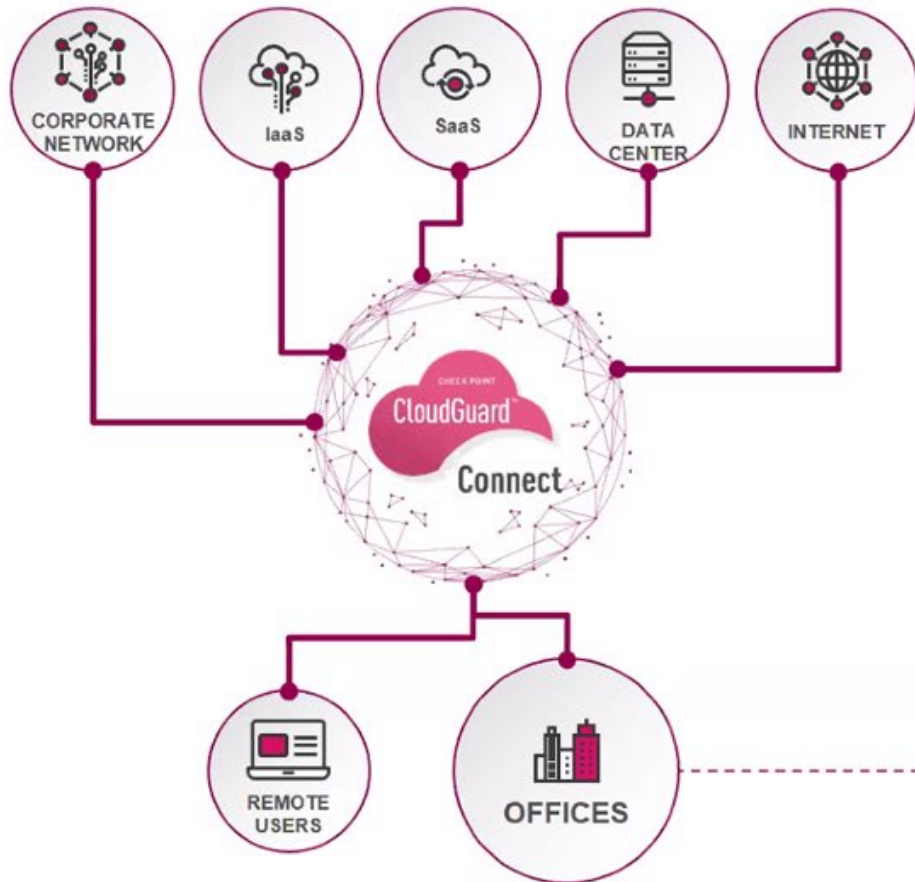 CORPORATE
NETWORK
IaaS
SaaS
DATA
CENTER
INTERNET
CHECK POINT
CloudGuard™
Connect
REMOTE
USERS
OFFICES